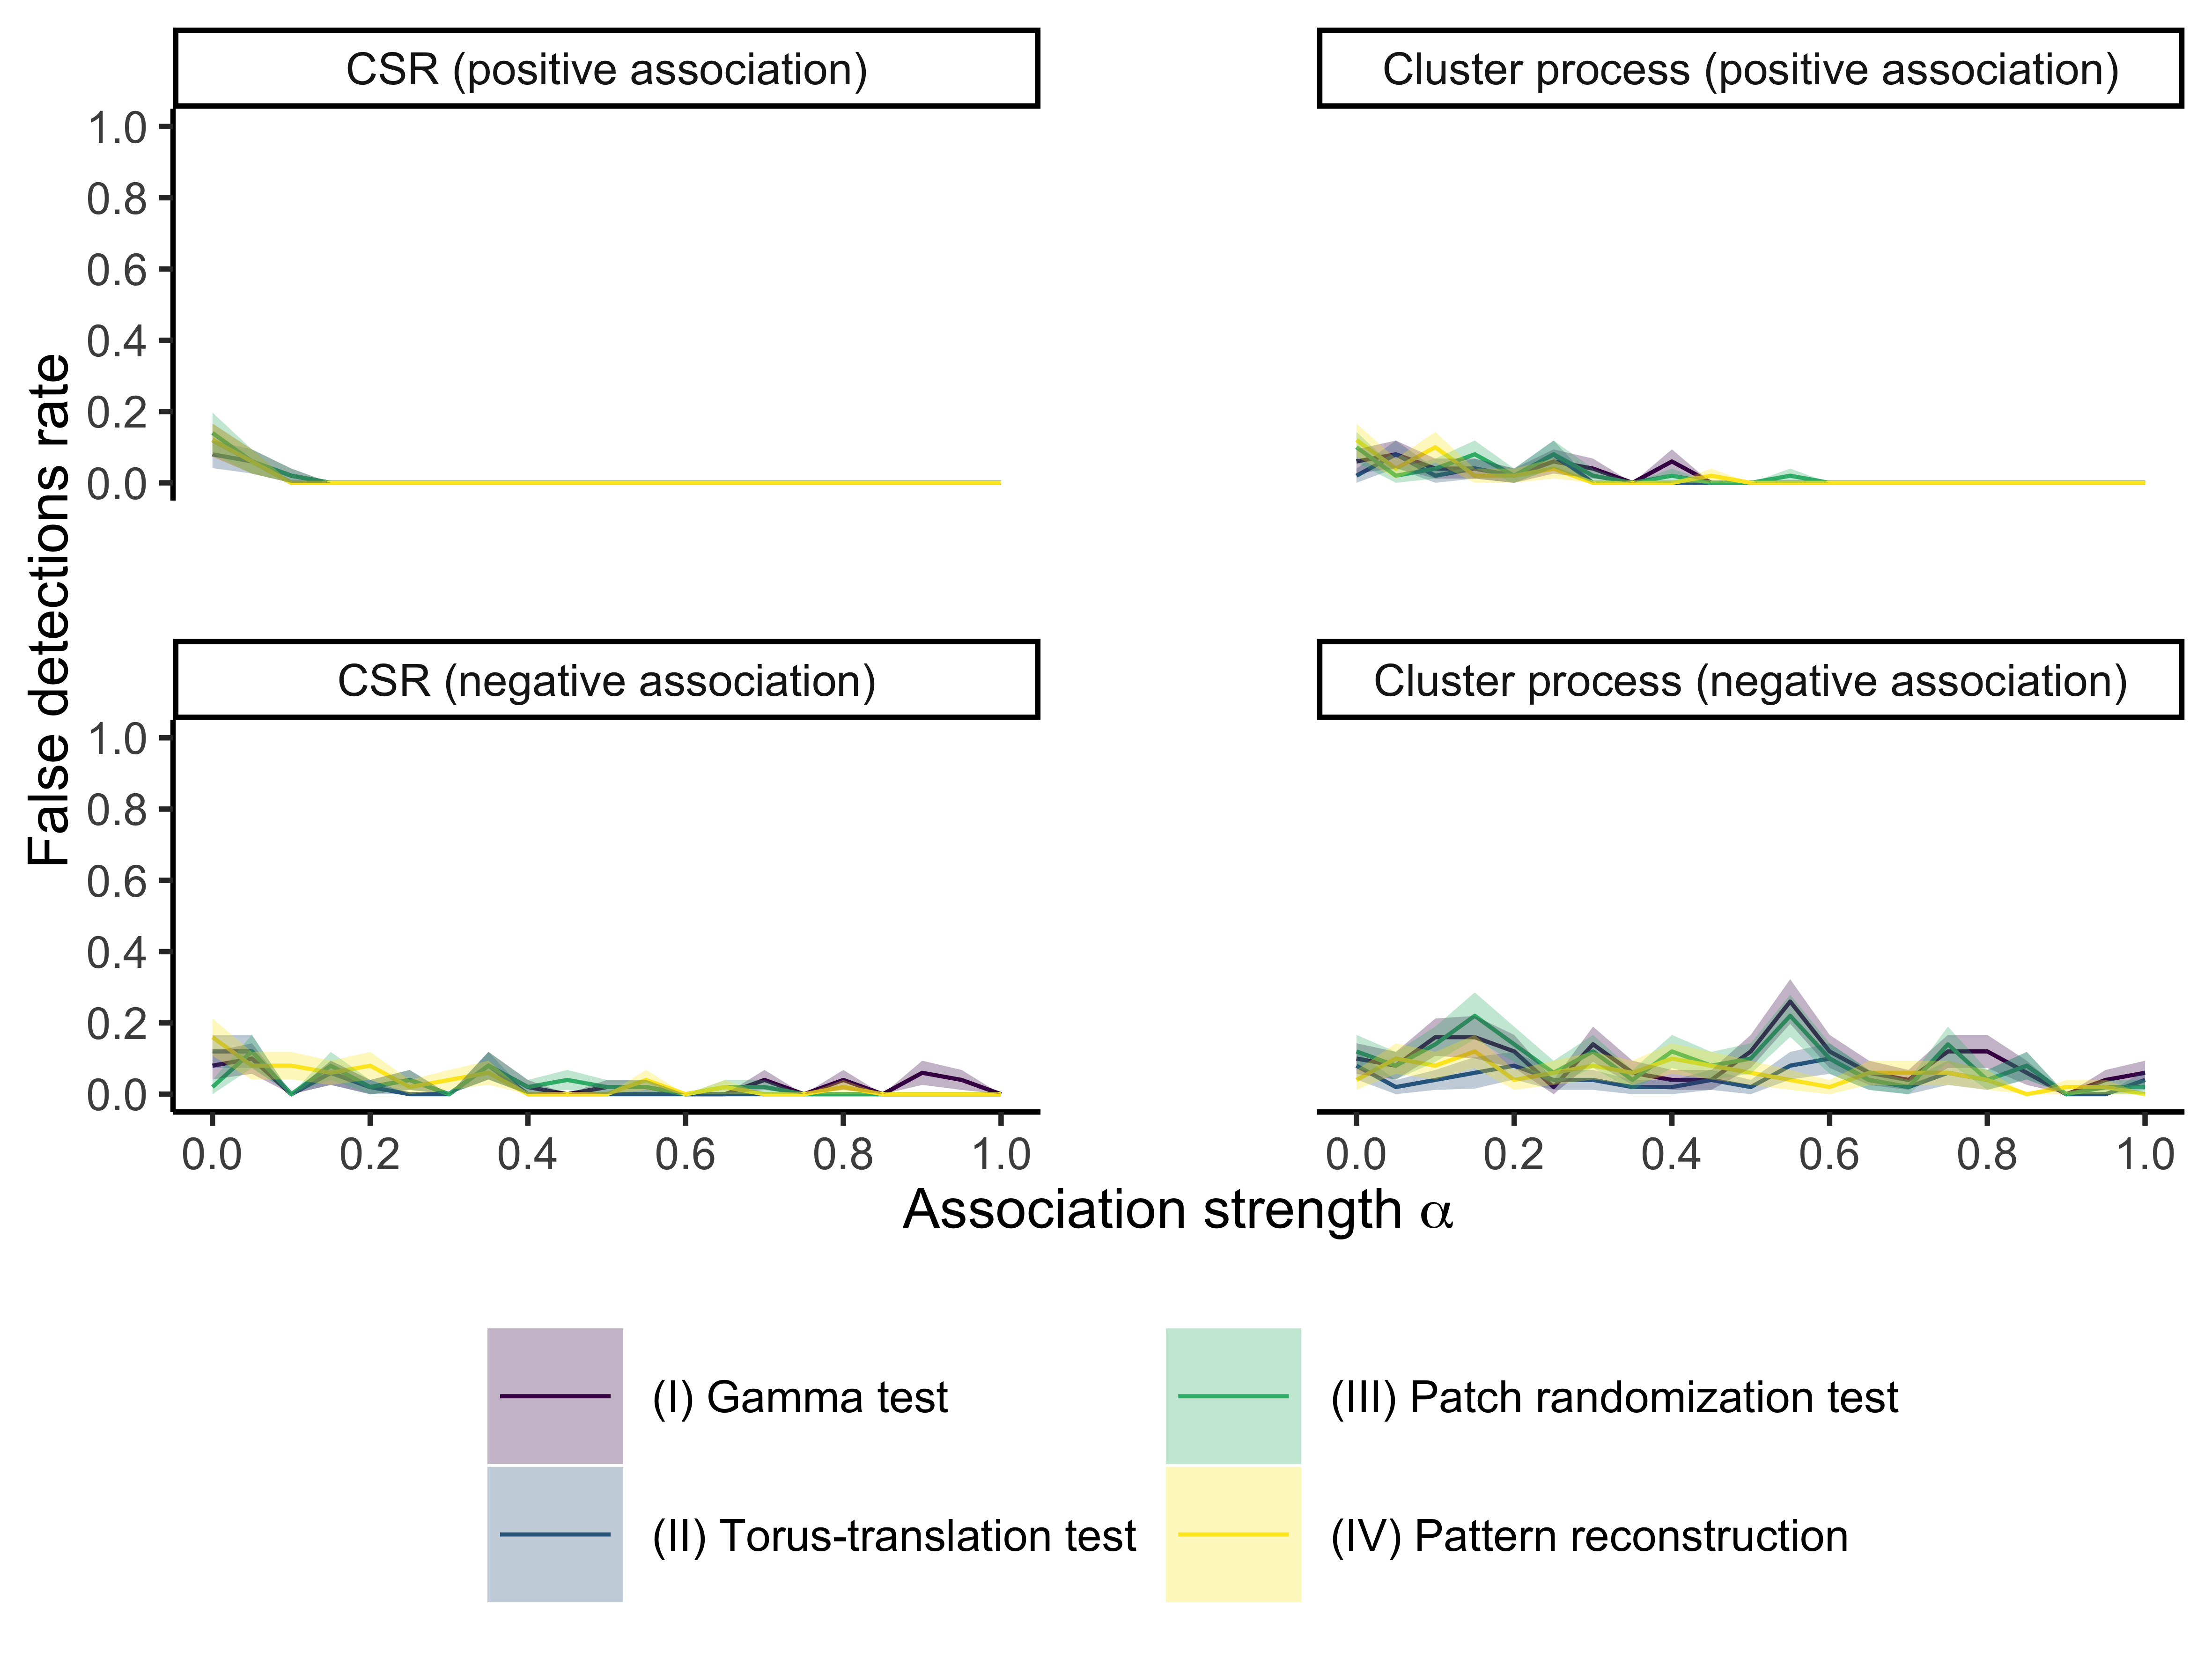 CSR (positive association)
Cluster process (positive association)
1.0
0.8
0.6
0.4
0.2
0.0
False detections rate
CSR (negative association)
Cluster process (negative association)
1.0
0.8
0.6
0.4
0.2
0.0
0.0 0.2 0.4 0.6 0.8 1.0
0.0 0.2 0.4 0.6 0.8 1.0
Association strength α
(I) Gamma test
(III) Patch randomization test
(II) Torus-translation test
(IV) Pattern reconstruction